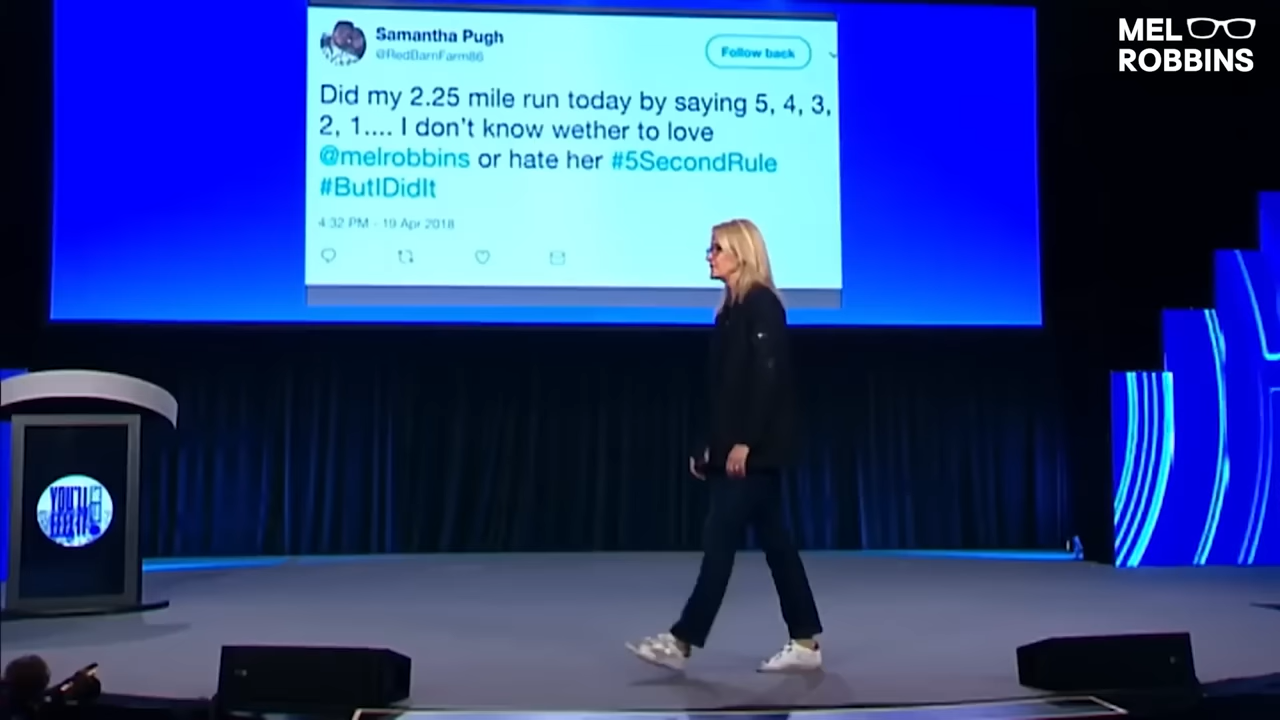 MEL
ROBBINS
Samantha Pugh
@RedBarnFarm86
Follow back
Did my 2.25 mile run today by saying 5, 4, 3,
2, 1.... I don't know wether to love
@melrobbins or hate her #5SecondRule
#ButIDidIt
4:32 PM - 19 Apr 2018
YOU'LL